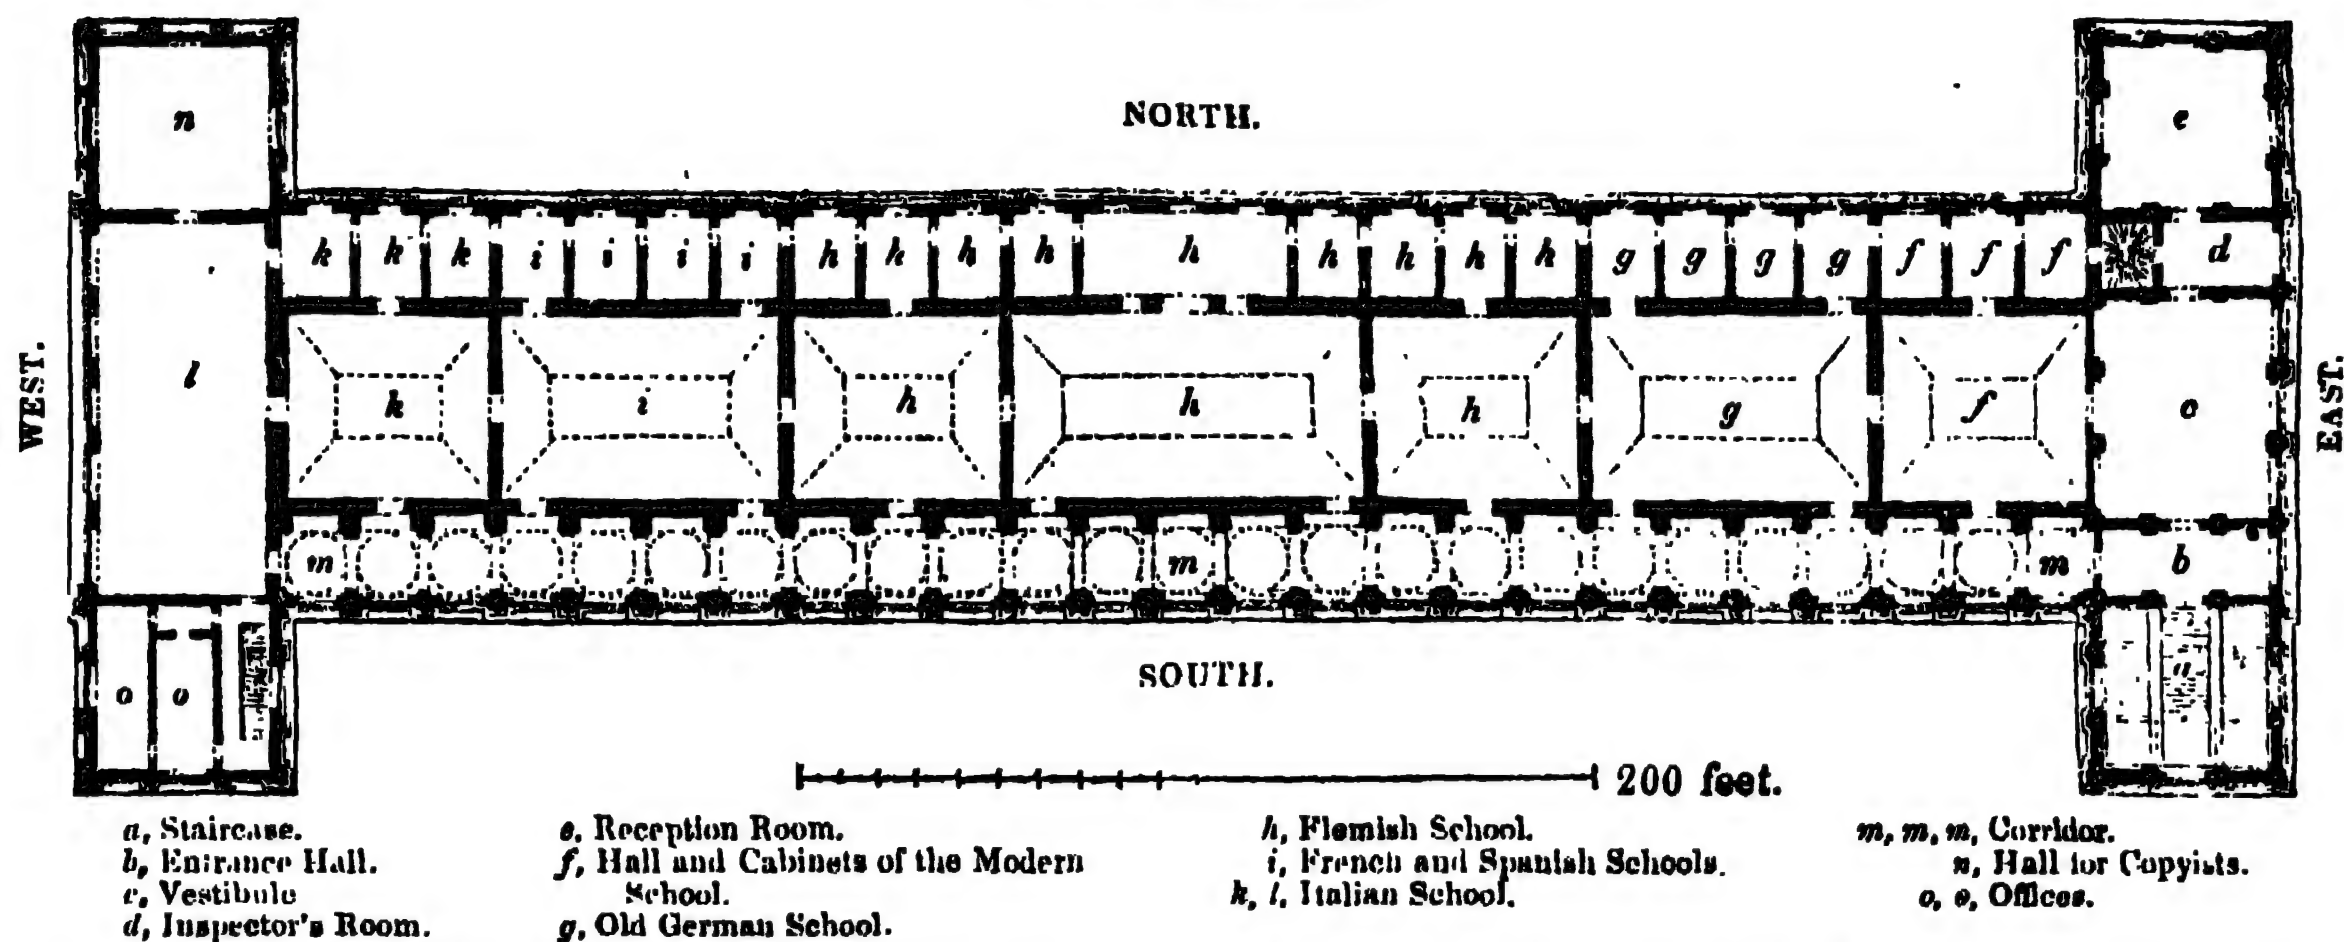 NORTH.
n
e
k k k i i i i h h h h h h h h h g g g g f f f d
WEST.
l
k i h h h g f c
EAST.
m m m b
o o a
SOUTH.
200 feet.
a, Staircase.
b, Entrance Hall.
c, Vestibule
d, Inspector's Room.
e, Reception Room.
f, Hall and Cabinets of the Modern
School.
g, Old German School.
h, Flemish School.
i, French and Spanish Schools.
k, l, Italian School.
m, m, m, Corridor.
n, Hall for Copyists.
o, o, Offices.